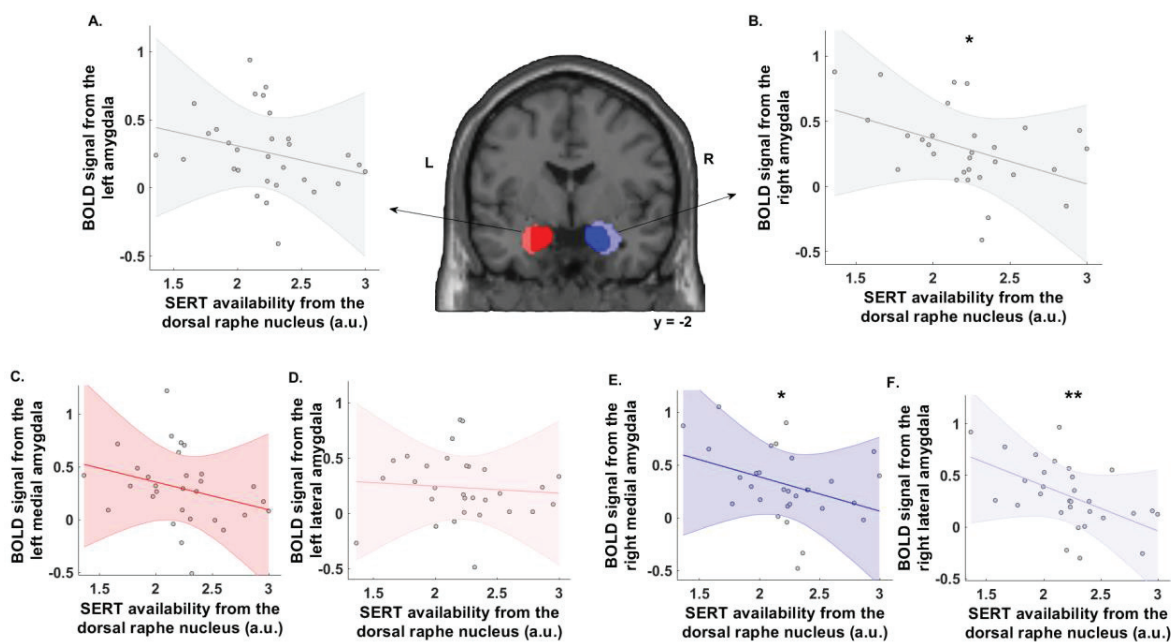 A.
BOLD signal from the
left amygdala
1
0.5
0
-0.5
1.5
2
2.5
3
SERT availability from the
dorsal raphe nucleus (a.u.)
L
R
y = -2
B.
*
BOLD signal from the
right amygdala
1
0.5
0
-0.5
1.5
2
2.5
3
SERT availability from the
dorsal raphe nucleus (a.u.)
C.
BOLD signal from the
left medial amygdala
1
0.5
0
-0.5
1.5
2
2.5
3
SERT availability from the
dorsal raphe nucleus (a.u.)
D.
BOLD signal from the
left lateral amygdala
1
0.5
0
-0.5
1.5
2
2.5
3
SERT availability from the
dorsal raphe nucleus (a.u.)
E.
*
BOLD signal from the
right medial amygdala
1
0.5
0
-0.5
1.5
2
2.5
3
SERT availability from the
dorsal raphe nucleus (a.u.)
F.
**
BOLD signal from the
right lateral amygdala
1
0.5
0
-0.5
1.5
2
2.5
3
SERT availability from the
dorsal raphe nucleus (a.u.)